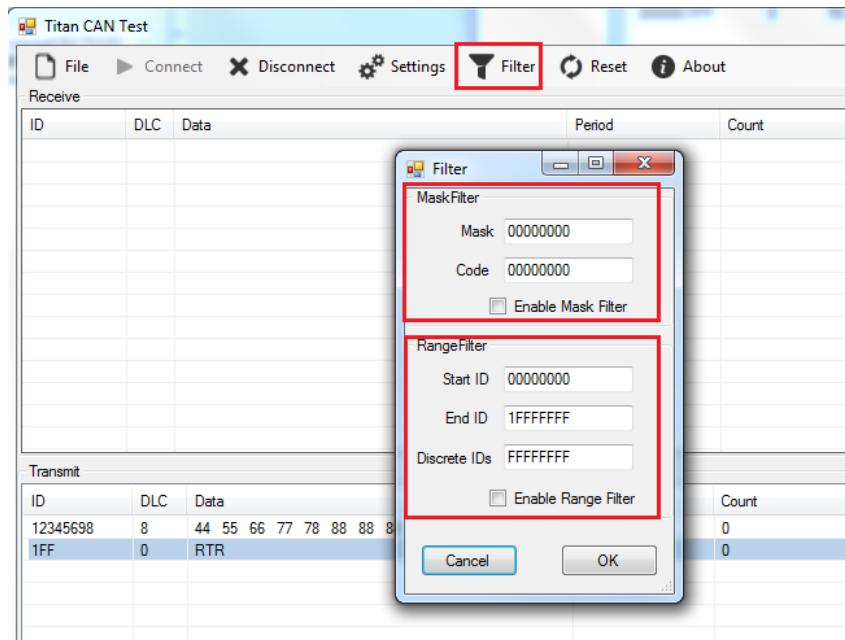 Titan CAN Test
File Connect Disconnect Settings Filter Reset About
Receive
ID DLC Data Period Count
Filter
MaskFilter
Mask 00000000
Code 00000000
Enable Mask Filter
RangeFilter
Start ID 00000000
End ID 1FFFFFFF
Discrete IDs FFFFFFFF
Enable Range Filter
Cancel OK
Transmit
ID DLC Data Count
12345698 8 44 55 66 77 78 88 88 0
1FF 0 RTR 0